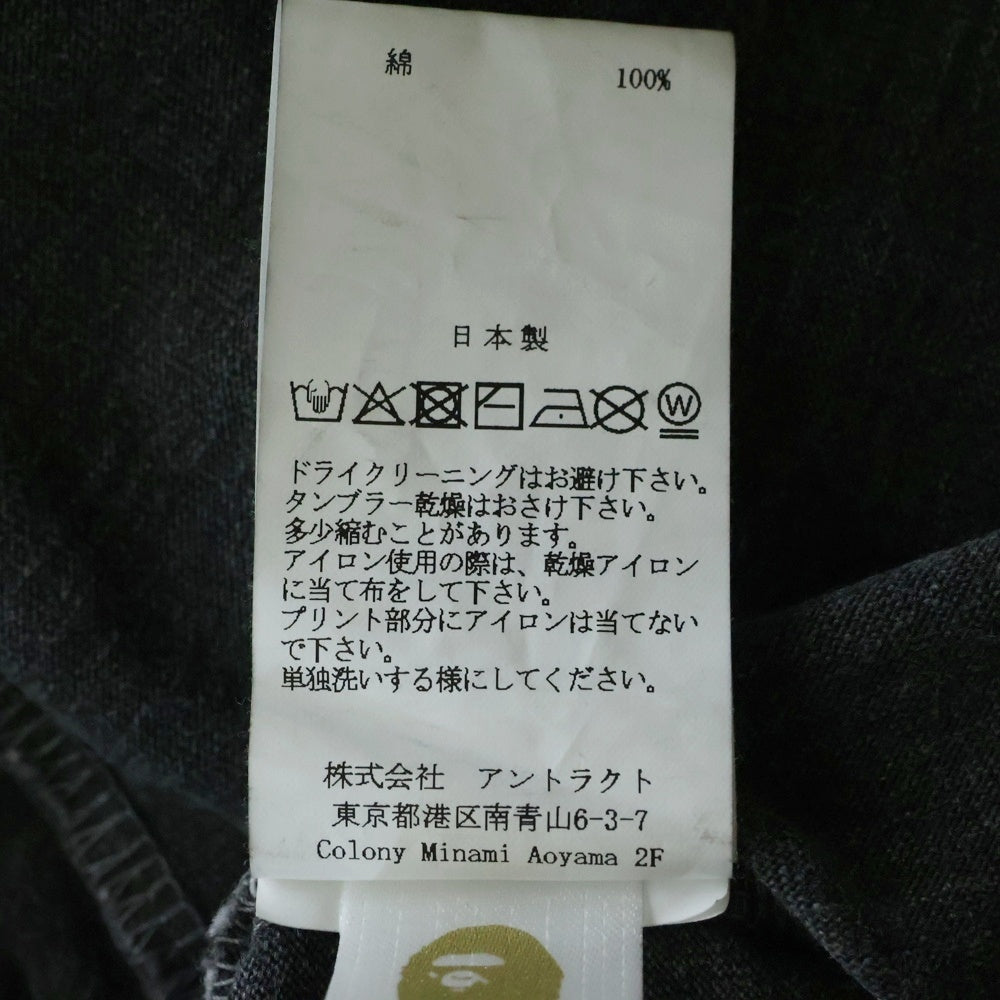 綿 100%
日本製
W
ドライクリーニングはお避け下さい。
タンブラー乾燥はおさけ下さい。
多少縮むことがあります。
アイロン使用の際は、乾燥アイロン
に当て布をして下さい。
プリント部分にアイロンは当てない
で下さい。
単独洗いする様にしてください。
株式会社 アントラクト
東京都港区南青山6-3-7
Colony Minami Aoyama 2F